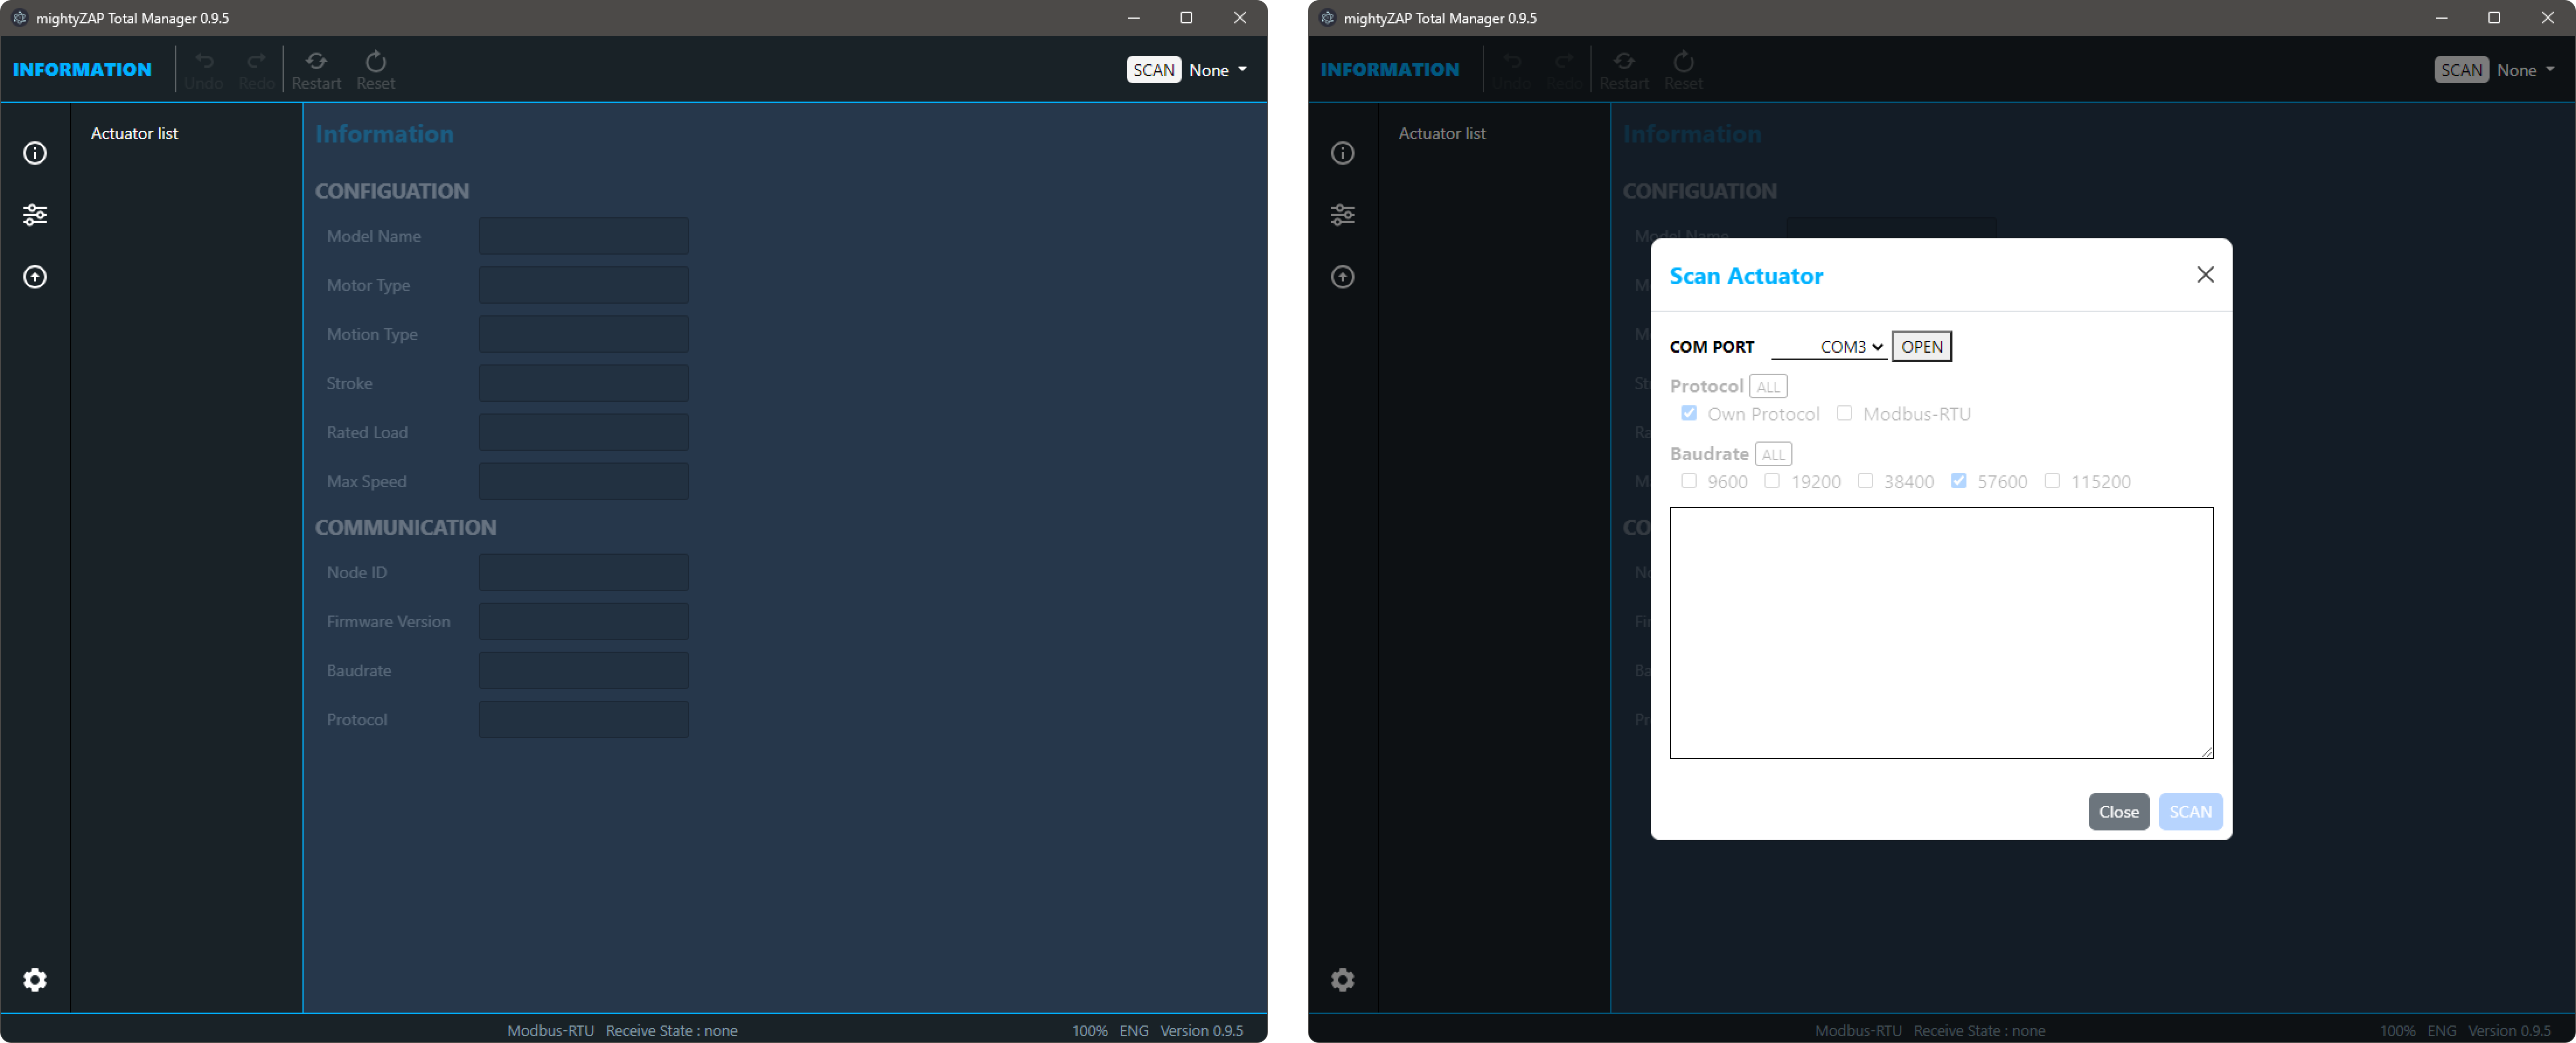 mightyZAP Total Manager 0.9.5
INFORMATION Undo Redo Restart Reset SCAN None
Actuator list
Information
CONFIGUATION
Model Name
Motor Type
Motion Type
Stroke
Rated Load
Max Speed
COMMUNICATION
Node ID
Firmware Version
Baudrate
Protocol
Modbus-RTU Receive State : none 100% ENG Version 0.9.5
mightyZAP Total Manager 0.9.5
INFORMATION Undo Redo Restart Reset SCAN None
Actuator list
Information
CONFIGUATION
Model Name
Scan Actuator
COM PORT COM3 OPEN
Protocol ALL
Own Protocol Modbus-RTU
Baudrate ALL
9600 19200 38400 57600 115200
Close SCAN
Modbus-RTU Receive State : none 100% ENG Version 0.9.5